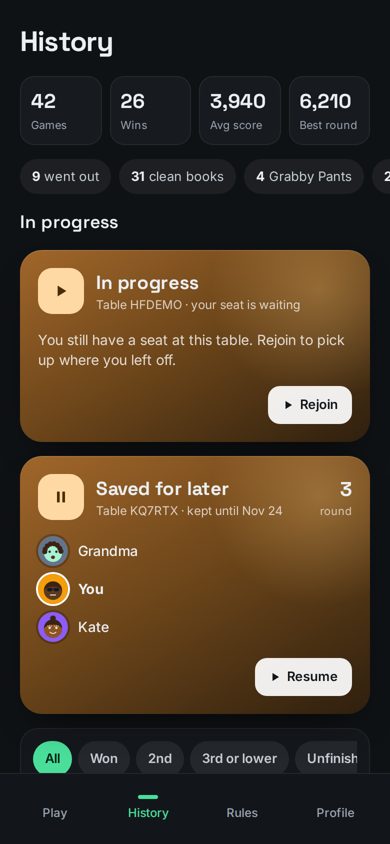 History
42
Games
26
Wins
3,940
Avg score
6,210
Best round
9 went out
31 clean books
4 Grabby Pants
2
In progress
In progress
Table HFDEMO · your seat is waiting
You still have a seat at this table. Rejoin to pick
up where you left off.
Rejoin
Saved for later
Table KQ7RTX · kept until Nov 24
3
round
Grandma
You
Kate
Resume
All
Won
2nd
3rd or lower
Unfinish
Play
History
Rules
Profile